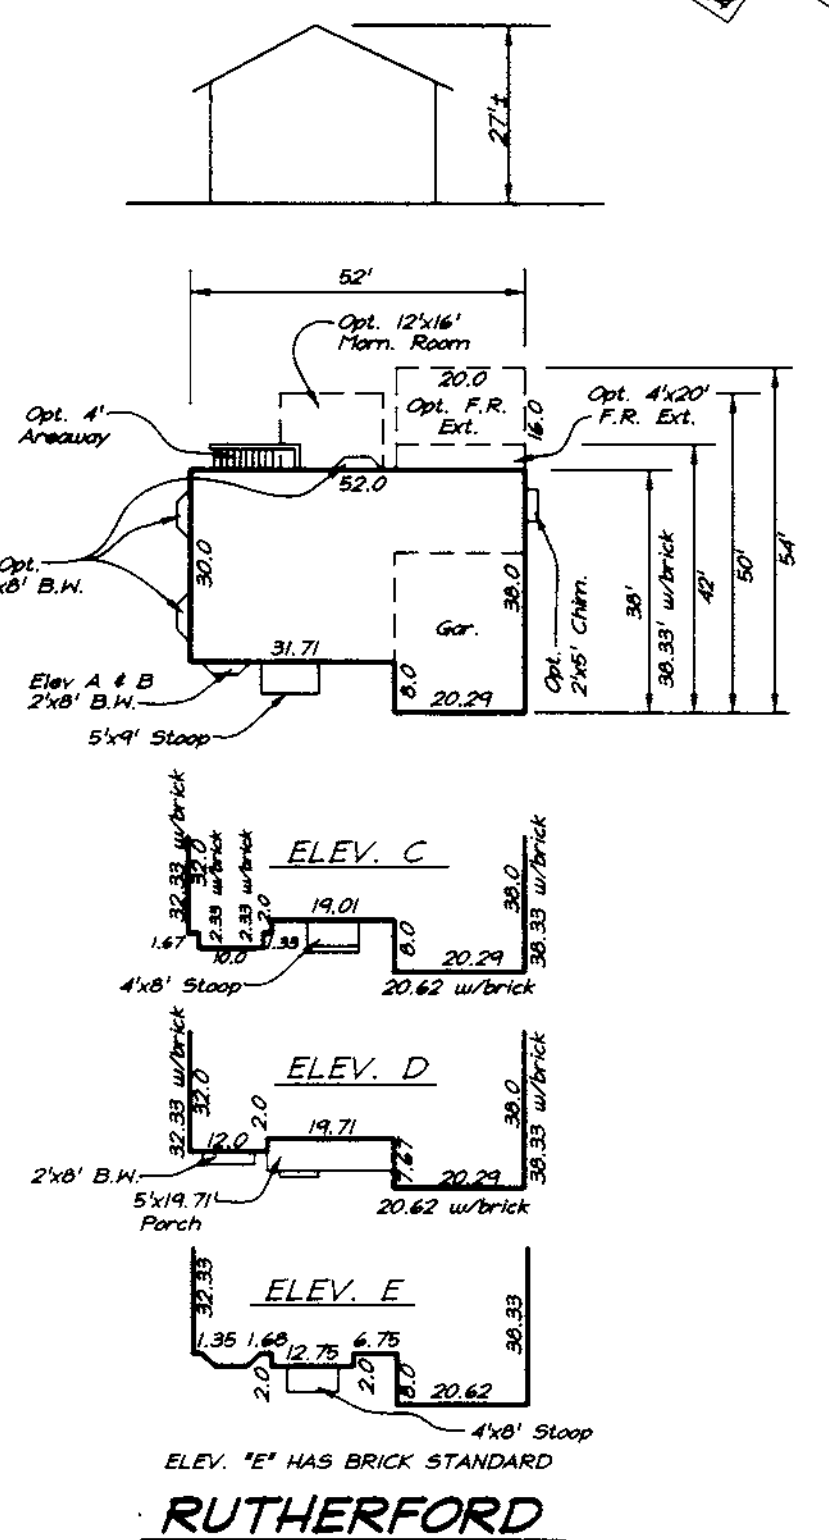 27'±
52'
Opt. 12'x16'
Morn. Room
20.0
Opt. F.R.
Ext.
16.0
Opt. 4'x20'
F.R. Ext.
Opt. 4'
Areaway
52.0
Opt.
x8' B.W.
30.0
38.0
Gar.
31.71
8.0
20.29
Opt.
2'x5' Chim.
38'
38.33' w/brick
42'
50'
54'
Elev A & B
2'x8' B.W.
5'x9' Stoop
ELEV. C
32.33 w/brick
32.0
2.33 w/brick
2.33 w/brick
2.0
19.01
1.67
10.0
1.33
8.0
38.0
38.33 w/brick
20.29
20.62 w/brick
4'x8' Stoop
ELEV. D
32.33 w/brick
32.0
2.0
19.71
12.0
7.67
38.0
38.33 w/brick
20.29
20.62 w/brick
2'x8' B.W.
5'x19.71'
Porch
ELEV. E
32.33
38.33
1.35
1.68
12.75
6.75
2.0
2.0
8.0
20.62
4'x8' Stoop
ELEV. "E" HAS BRICK STANDARD
RUTHERFORD